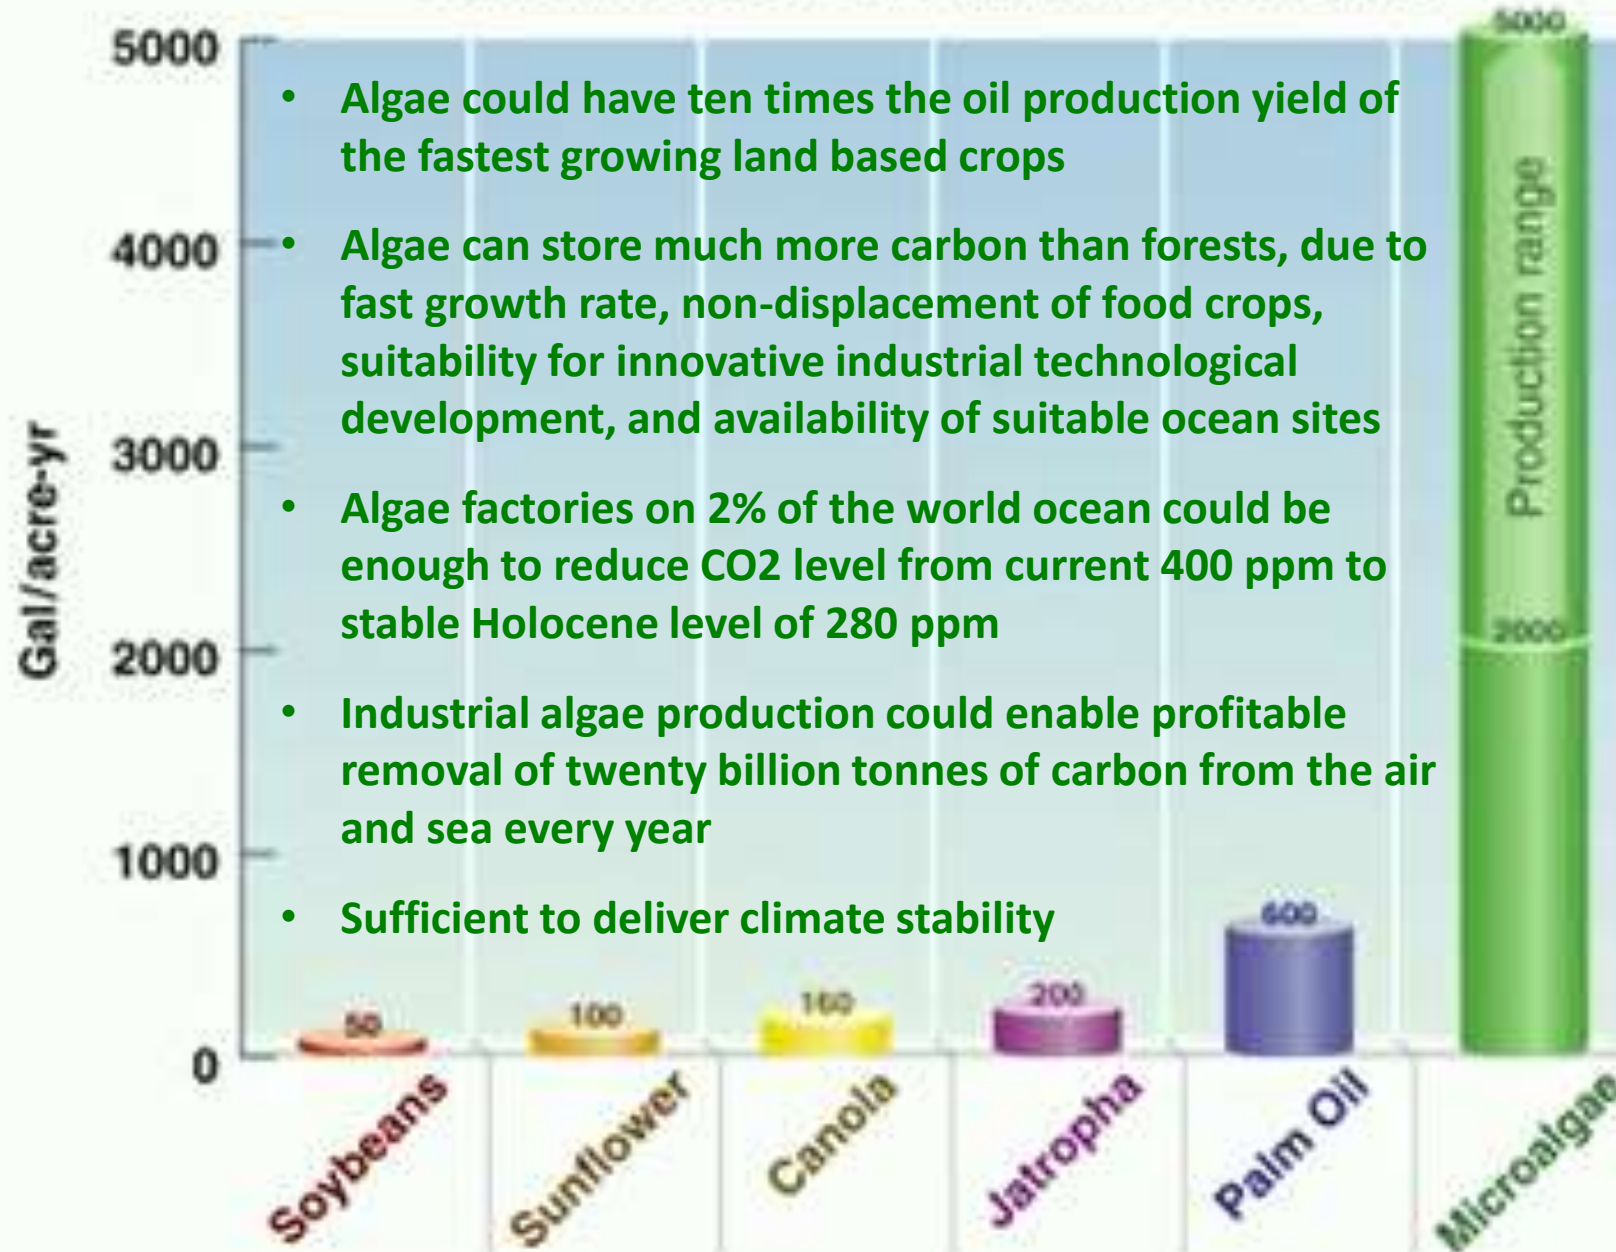 5000
4000
3000
2000
1000
0
Gal/acre-yr
• Algae could have ten times the oil production yield of
the fastest growing land based crops
• Algae can store much more carbon than forests, due to
fast growth rate, non-displacement of food crops,
suitability for innovative industrial technological
development, and availability of suitable ocean sites
• Algae factories on 2% of the world ocean could be
enough to reduce CO2 level from current 400 ppm to
stable Holocene level of 280 ppm
• Industrial algae production could enable profitable
removal of twenty billion tonnes of carbon from the air
and sea every year
• Sufficient to deliver climate stability
50
100
160
200
600
5000
Production range
2000
Soybeans
Sunflower
Canola
Jatropha
Palm Oil
Microalgae